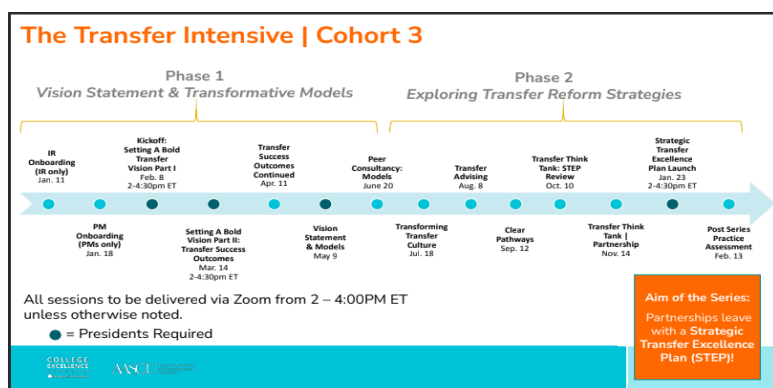 The Transfer Intensive | Cohort 3
Phase 1
Vision Statement & Transformative Models
Phase 2
Exploring Transfer Reform Strategies
IR
Onboarding
(IR only)
Jan. 11
Kickoff:
Setting A Bold
Transfer
Vision Part I
Feb. 8
2-4:30pm ET
Transfer
Success
Outcomes
Continued
Apr. 11
Peer
Consultancy:
Models
June 20
Transfer
Advising
Aug. 8
Transfer Think
Tank: STEP
Review
Oct. 10
Strategic
Transfer
Excellence
Plan Launch
Jan. 23
2-4:30pm ET
PM
Onboarding
(PMs only)
Jan. 18
Setting A Bold
Vision Part II:
Transfer Success
Outcomes
Mar. 14
2-4:30pm ET
Vision
Statement
& Models
May 9
Transforming
Transfer
Culture
Jul. 18
Clear
Pathways
Sep. 12
Transfer Think
Tank | Partnership
Nov. 14
Post Series
Practice
Assessment
Feb. 13
All sessions to be delivered via Zoom from 2 – 4:00PM ET
unless otherwise noted.
= Presidents Required
Aim of the Series:
Partnerships leave
with a Strategic
Transfer Excellence
Plan (STEP)!
COLLEGE
EXCELLENCE
AASCU